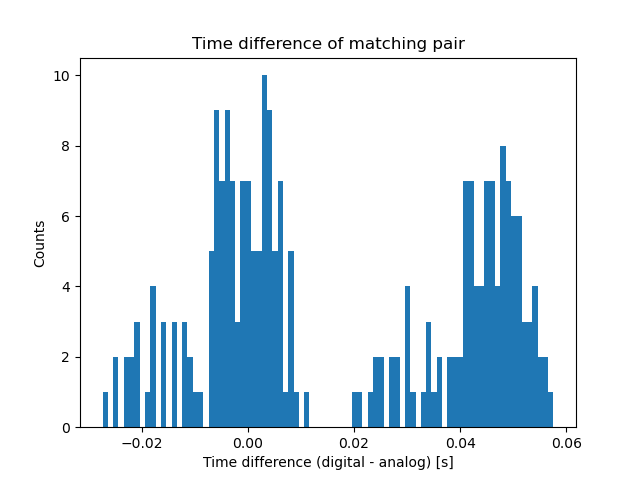 Time difference of matching pair
10
8
6
4
2
0
Counts
−0.02 0.00 0.02 0.04 0.06
Time difference (digital - analog) [s]